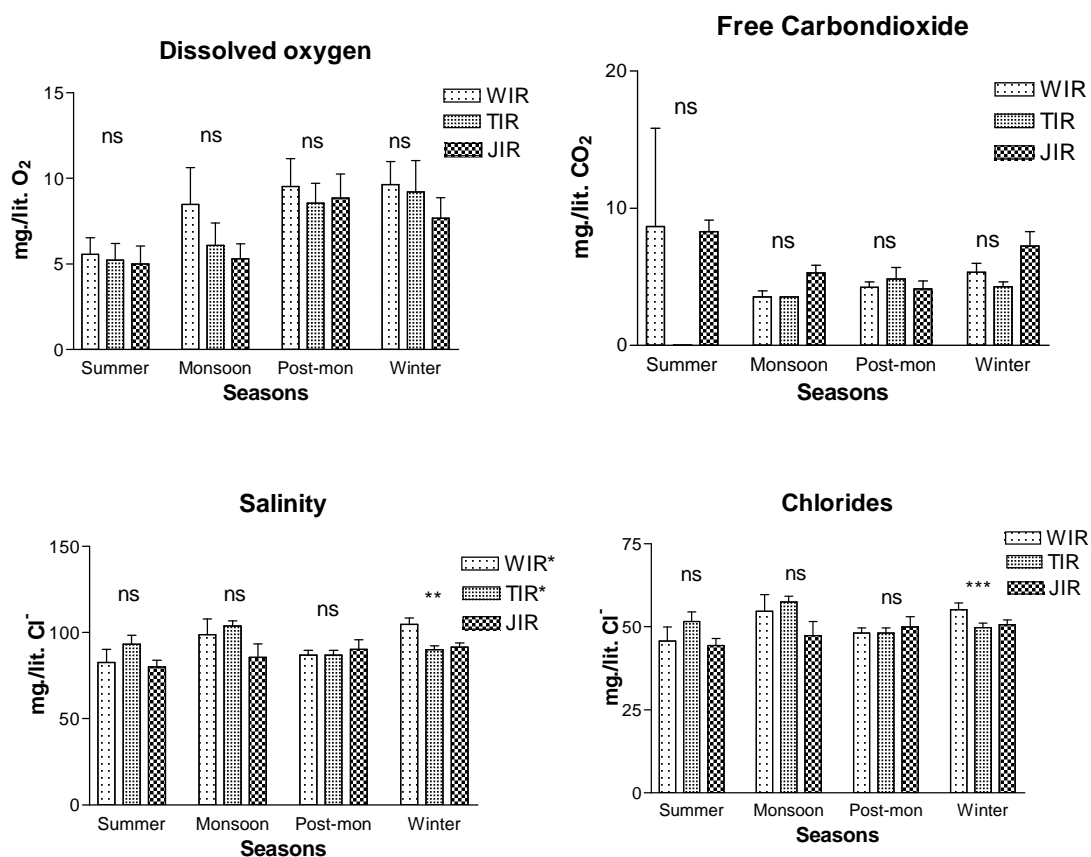 Dissolved oxygen
15
10
5
0
mg./lit. O₂
ns
ns
ns
ns
WIR
TIR
JIR
Summer Monsoon Post-mon Winter
Seasons
Free Carbondioxide
20
10
0
mg./lit. CO₂
ns
ns
ns
ns
WIR
TIR
JIR
Summer Monsoon Post-mon Winter
Seasons
Salinity
150
100
50
0
mg./lit. Cl⁻
ns
ns
ns
**
WIR*
TIR*
JIR
Summer Monsoon Post-mon Winter
Seasons
Chlorides
75
50
25
0
mg./lit. Cl⁻
ns
ns
ns
***
WIR
TIR
JIR
Summer Monsoon Post-mon Winter
Seasons